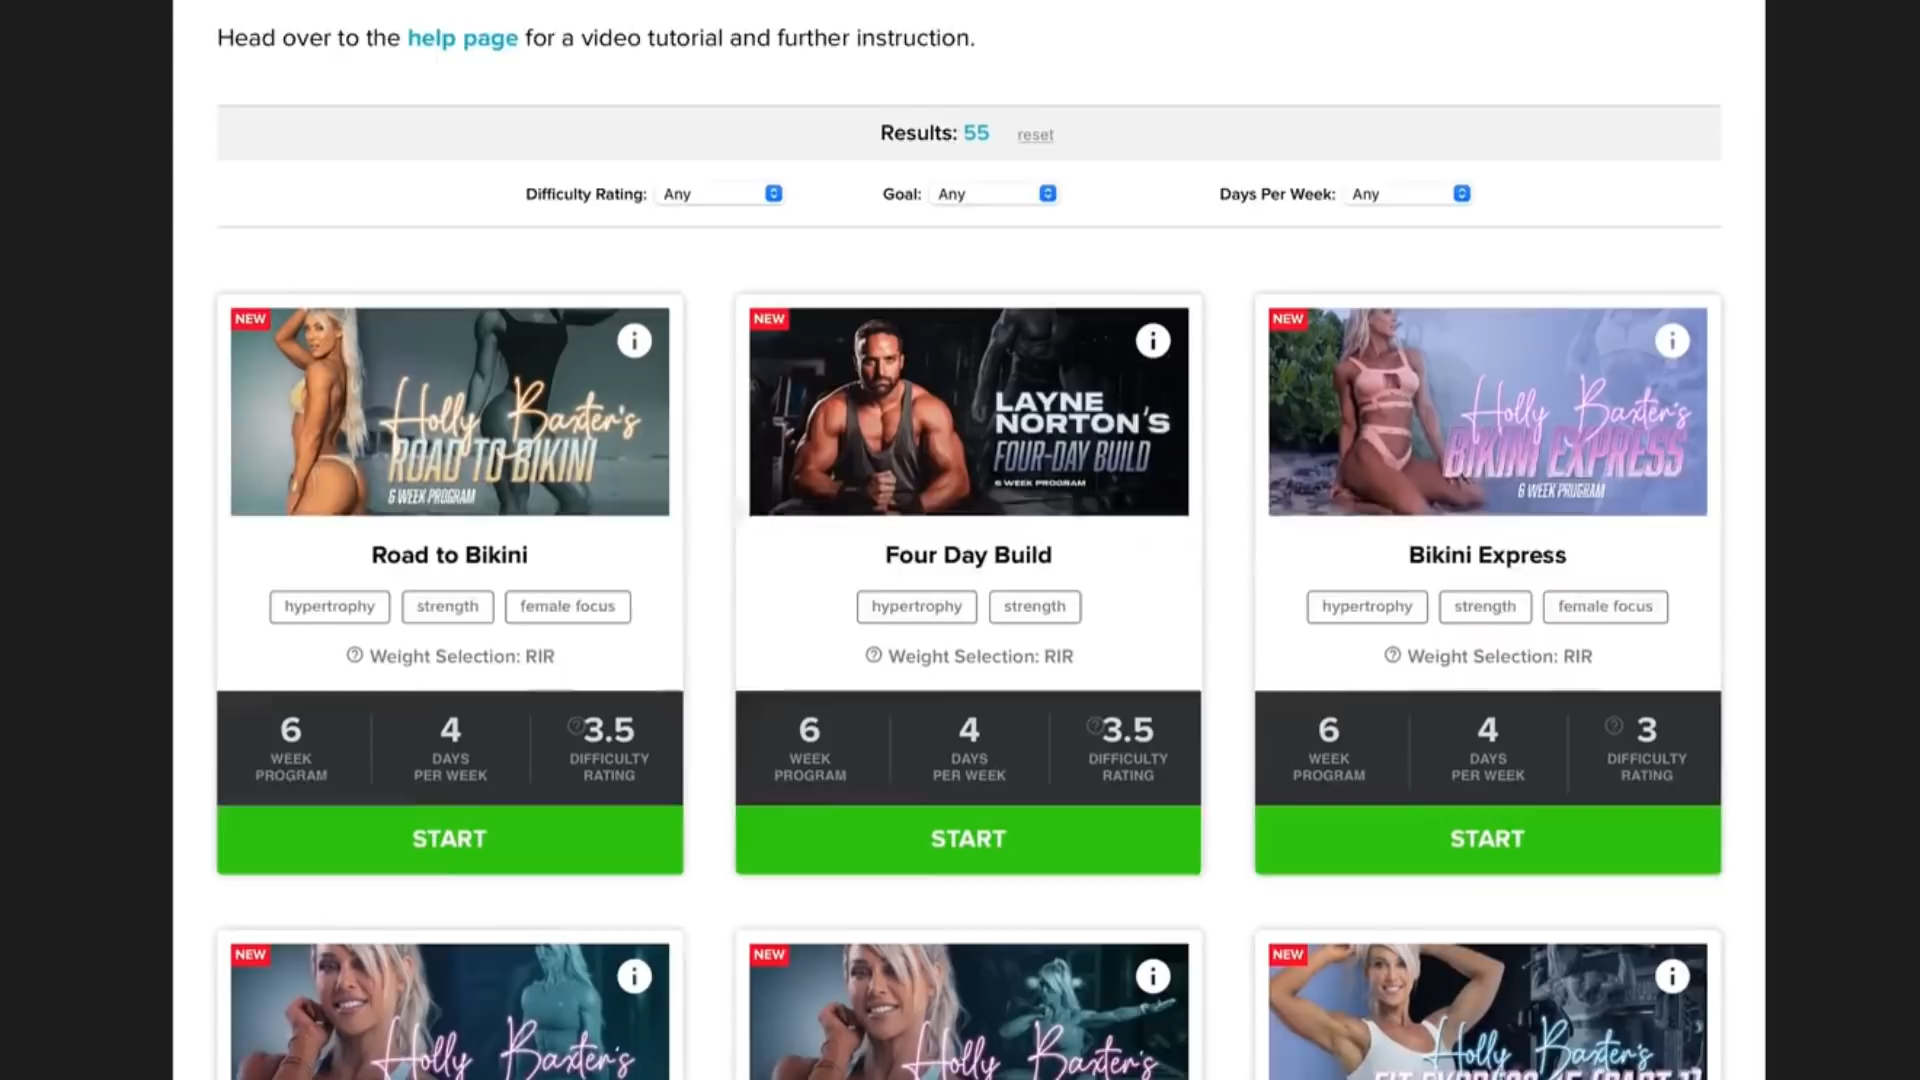 Head over to the help page for a video tutorial and further instruction.
Results: 55 reset
Difficulty Rating: Any
Goal: Any
Days Per Week: Any
NEW
Holly Baxter's
ROAD TO BIKINI
6 WEEK PROGRAM
Road to Bikini
hypertrophy strength female focus
Weight Selection: RIR
6 WEEK PROGRAM
4 DAYS PER WEEK
3.5 DIFFICULTY RATING
START
NEW
LAYNE
NORTON'S
FOUR-DAY BUILD
6 WEEK PROGRAM
Four Day Build
hypertrophy strength
Weight Selection: RIR
6 WEEK PROGRAM
4 DAYS PER WEEK
3.5 DIFFICULTY RATING
START
NEW
Holly Baxter's
BIKINI EXPRESS
6 WEEK PROGRAM
Bikini Express
hypertrophy strength female focus
Weight Selection: RIR
6 WEEK PROGRAM
4 DAYS PER WEEK
3 DIFFICULTY RATING
START
NEW
Holly Baxter's
NEW
Holly Baxter's
NEW
Holly Baxter's